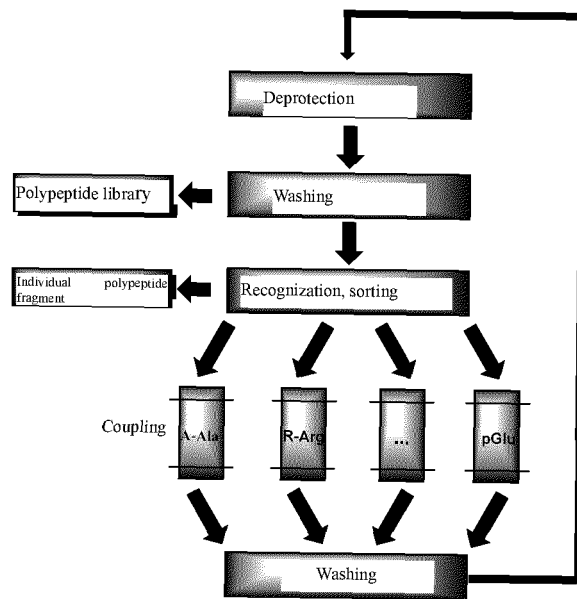 Deprotection
Polypeptide library
Washing
Individual polypeptide
fragment
Recognization, sorting
Coupling
A-Ala
R-Arg
...
pGlu
Washing